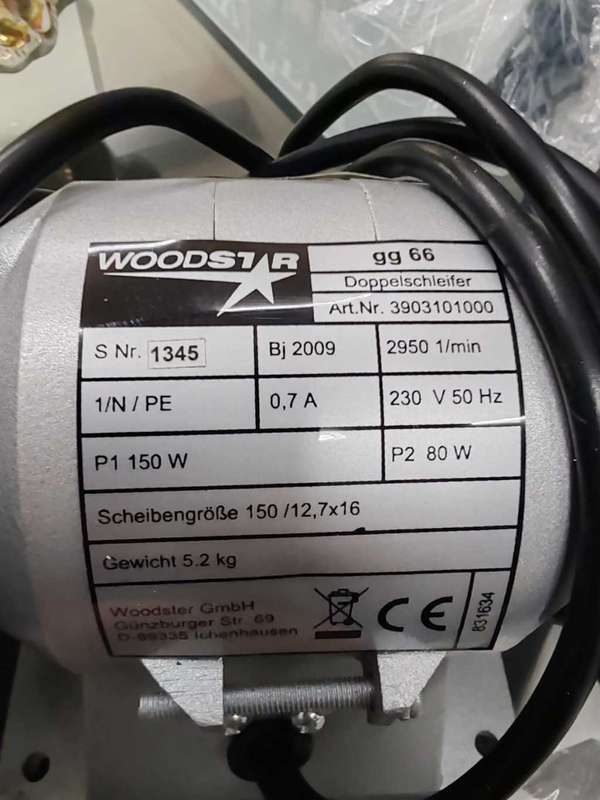 WOODSTAR
gg 66
Doppelschleifer
Art.Nr. 3903101000
S Nr. 1345
Bj 2009
2950 1/min
1/N / PE
0,7 A
230 V 50 Hz
P1 150 W
P2 80 W
Scheibengröße 150 /12,7x16
Gewicht 5.2 kg
Woodster GmbH
Günzburger Str. 69
D-89335 Ichenhausen
CE
831634